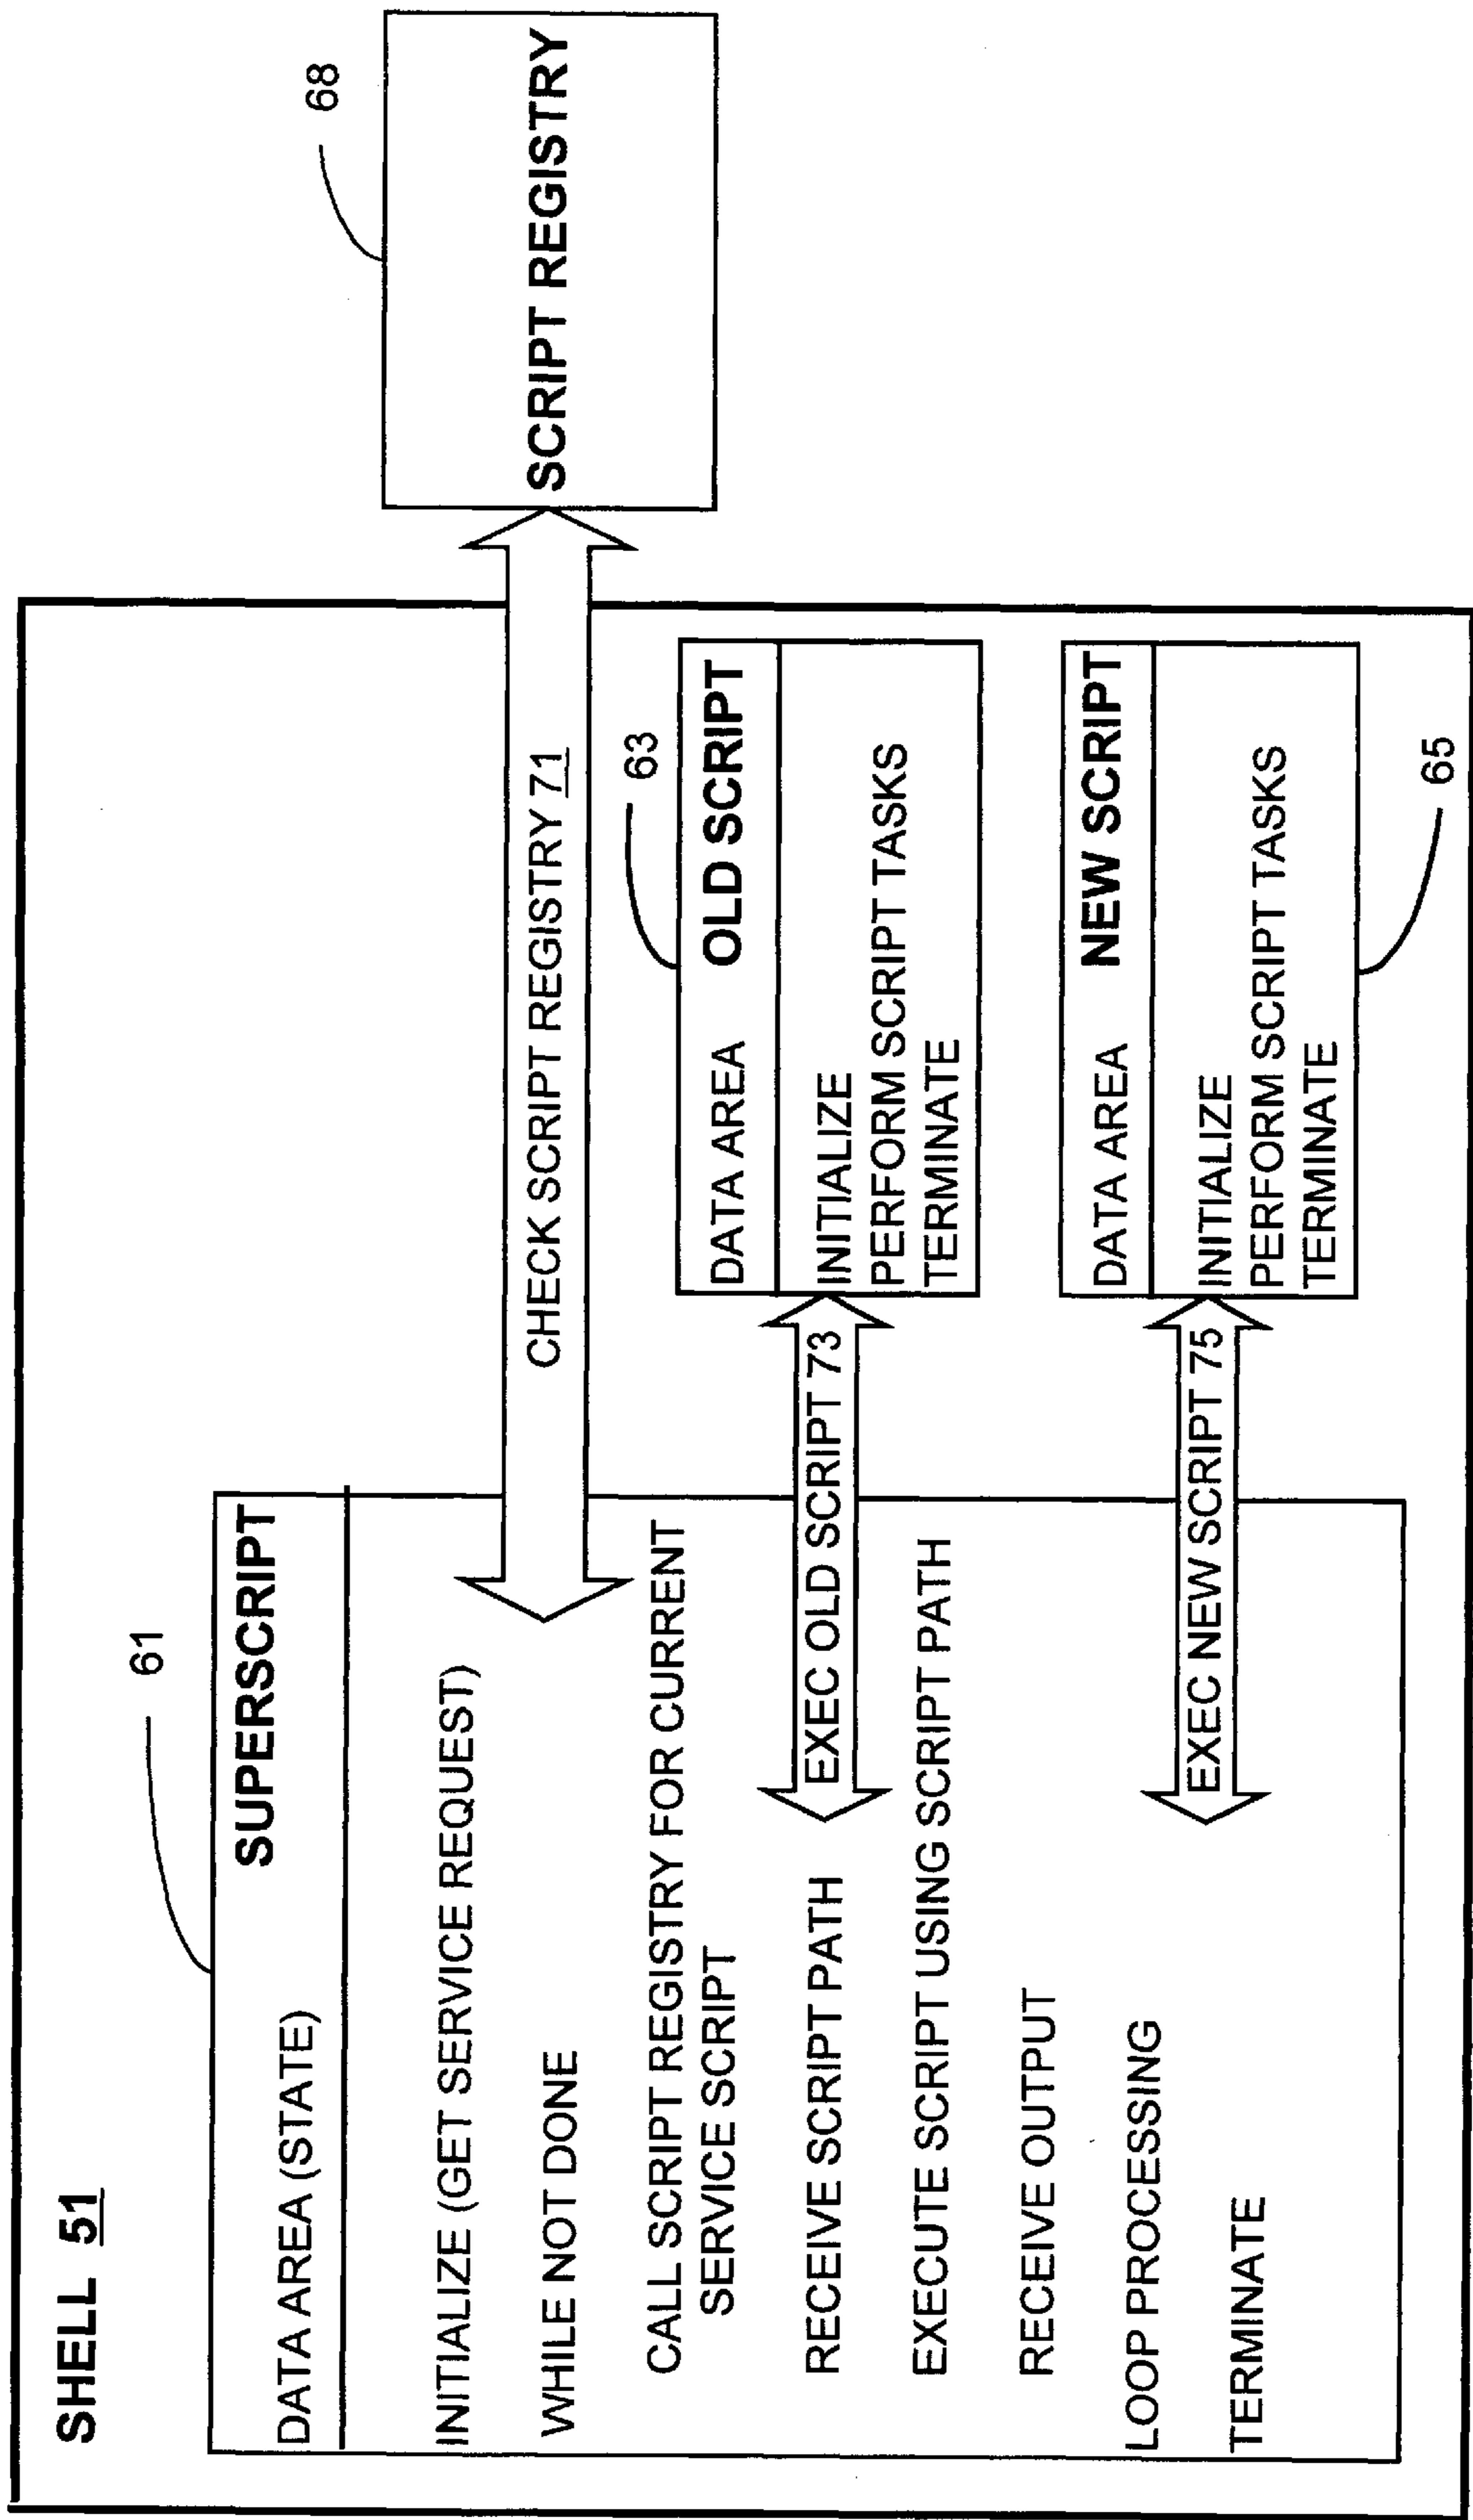 SHELL 51
61
SUPERSCRIPT
DATA AREA (STATE)
INITIALIZE (GET SERVICE REQUEST)
WHILE NOT DONE
CALL SCRIPT REGISTRY FOR CURRENT
SERVICE SCRIPT
RECEIVE SCRIPT PATH
EXECUTE SCRIPT USING SCRIPT PATH
RECEIVE OUTPUT
LOOP PROCESSING
TERMINATE
CHECK SCRIPT REGISTRY 71
EXEC OLD SCRIPT 73
EXEC NEW SCRIPT 75
63
DATA AREA OLD SCRIPT
INITIALIZE
PERFORM SCRIPT TASKS
TERMINATE
DATA AREA NEW SCRIPT
INITIALIZE
PERFORM SCRIPT TASKS
TERMINATE
65
68
SCRIPT REGISTRY